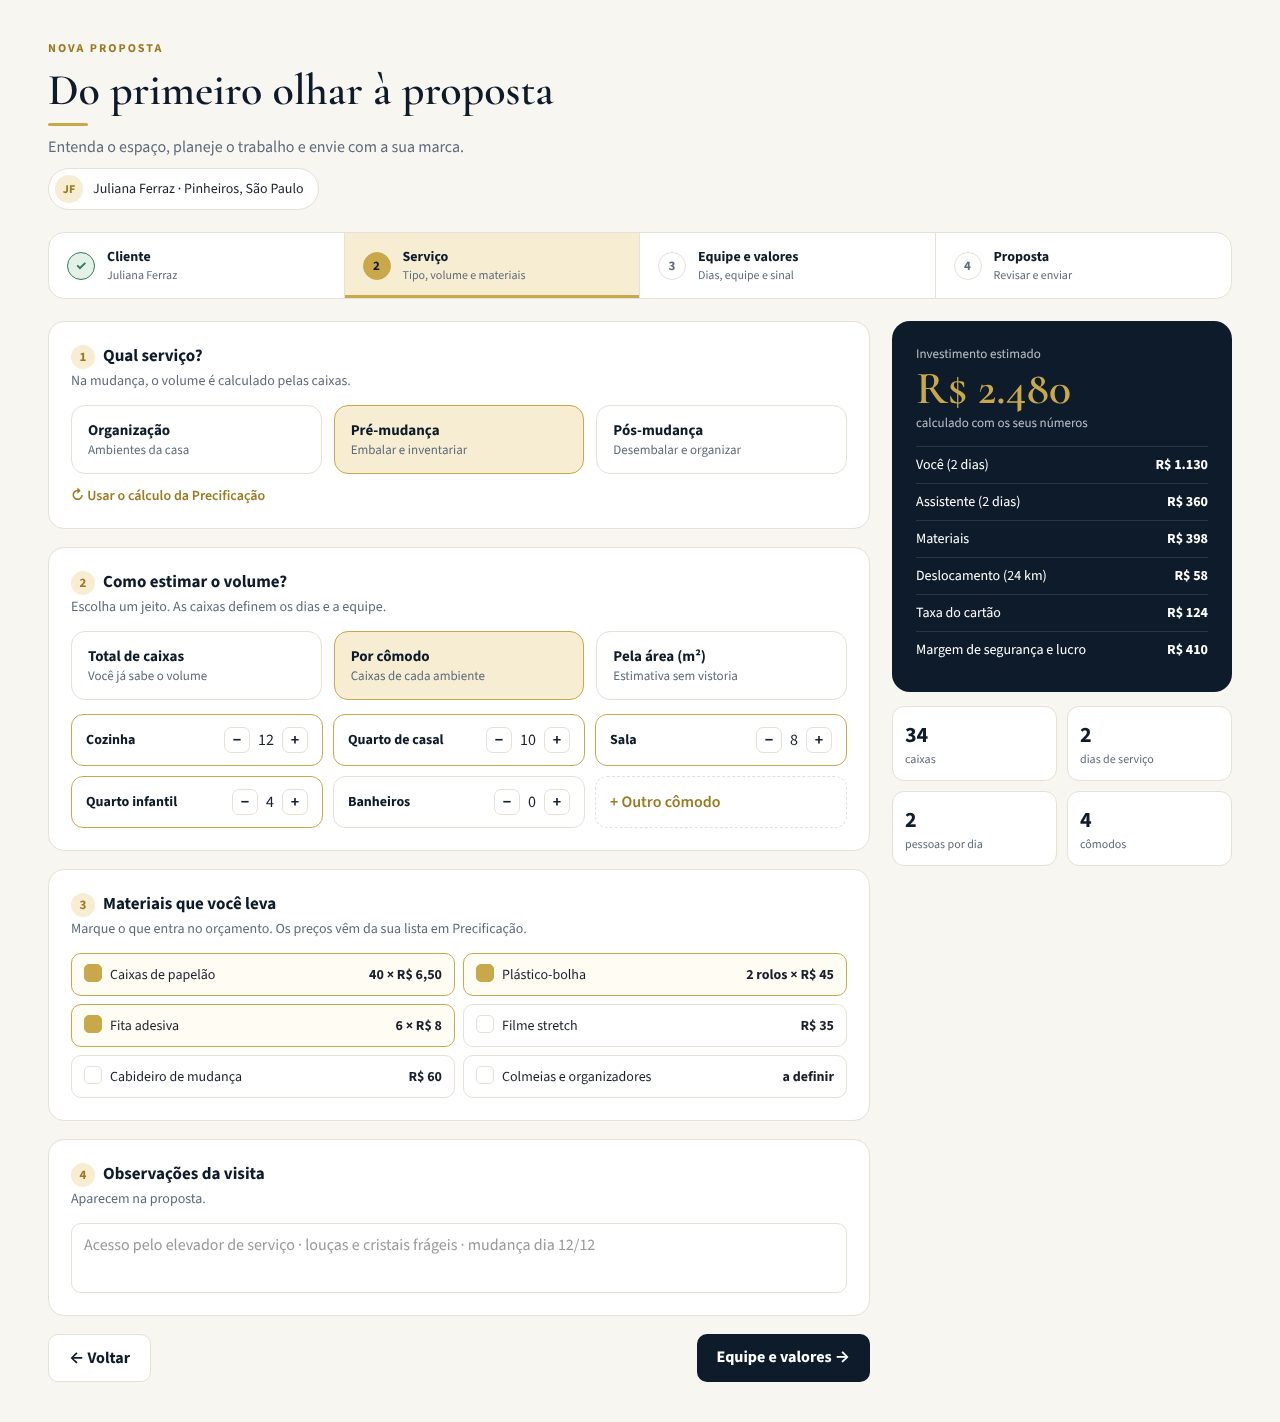 NOVA PROPOSTA
Do primeiro olhar à proposta
Entenda o espaço, planeje o trabalho e envie com a sua marca.
JF Juliana Ferraz · Pinheiros, São Paulo
✓ Cliente
Juliana Ferraz
2 Serviço
Tipo, volume e materiais
3 Equipe e valores
Dias, equipe e sinal
4 Proposta
Revisar e enviar
1 Qual serviço?
Na mudança, o volume é calculado pelas caixas.
Organização
Ambientes da casa
Pré-mudança
Embalar e inventariar
Pós-mudança
Desembalar e organizar
↻ Usar o cálculo da Precificação
2 Como estimar o volume?
Escolha um jeito. As caixas definem os dias e a equipe.
Total de caixas
Você já sabe o volume
Por cômodo
Caixas de cada ambiente
Pela área (m²)
Estimativa sem vistoria
Cozinha − 12 +
Quarto de casal − 10 +
Sala − 8 +
Quarto infantil − 4 +
Banheiros − 0 +
+ Outro cômodo
3 Materiais que você leva
Marque o que entra no orçamento. Os preços vêm da sua lista em Precificação.
Caixas de papelão 40 × R$ 6,50
Plástico-bolha 2 rolos × R$ 45
Fita adesiva 6 × R$ 8
Filme stretch R$ 35
Cabideiro de mudança R$ 60
Colmeias e organizadores a definir
4 Observações da visita
Aparecem na proposta.
Acesso pelo elevador de serviço · louças e cristais frágeis · mudança dia 12/12
← Voltar
Equipe e valores →
Investimento estimado
R$ 2.480
calculado com os seus números
Você (2 dias) R$ 1.130
Assistente (2 dias) R$ 360
Materiais R$ 398
Deslocamento (24 km) R$ 58
Taxa do cartão R$ 124
Margem de segurança e lucro R$ 410
34
caixas
2
dias de serviço
2
pessoas por dia
4
cômodos